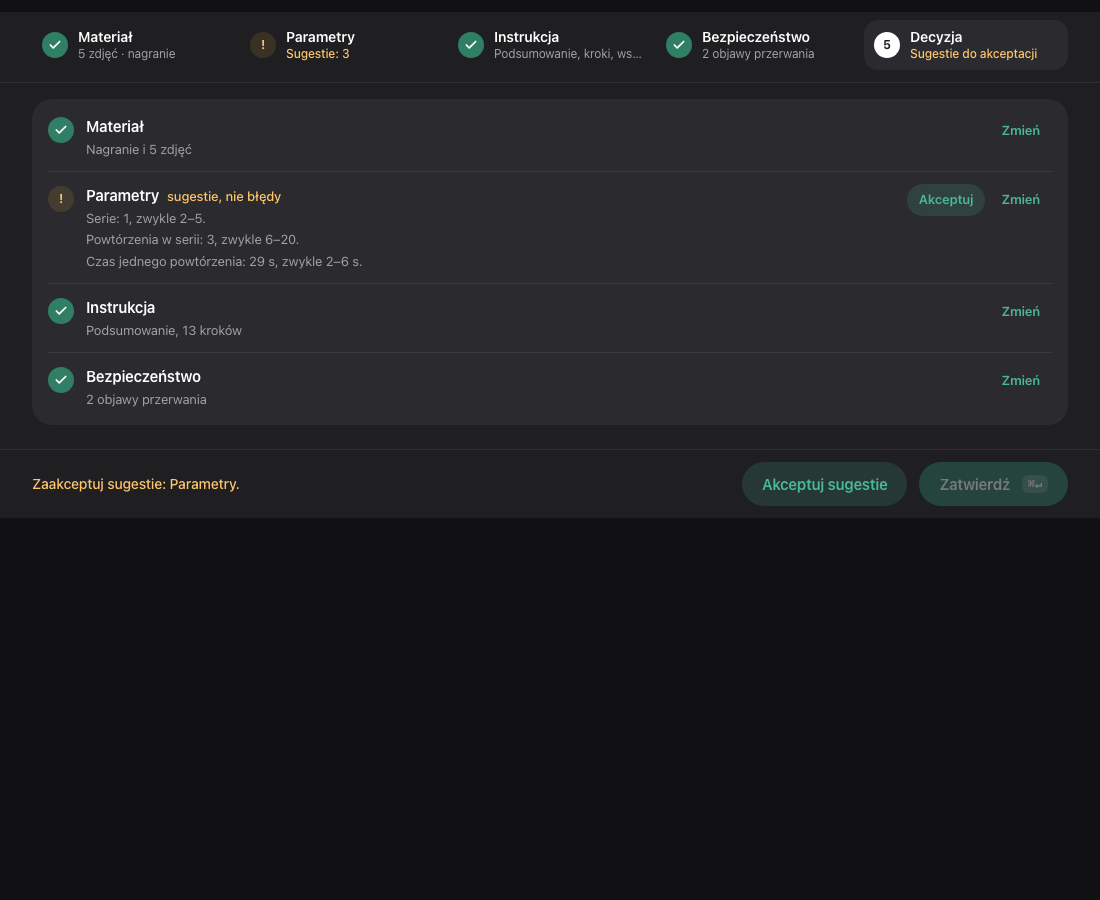 Materiał
5 zdjęć · nagranie
!
Parametry
Sugestie: 3
Instrukcja
Podsumowanie, kroki, ws...
Bezpieczeństwo
2 objawy przerwania
5
Decyzja
Sugestie do akceptacji
Materiał
Zmień
Nagranie i 5 zdjęć
!
Parametry sugestie, nie błędy
Akceptuj
Zmień
Serie: 1, zwykle 2–5.
Powtórzenia w serii: 3, zwykle 6–20.
Czas jednego powtórzenia: 29 s, zwykle 2–6 s.
Instrukcja
Zmień
Podsumowanie, 13 kroków
Bezpieczeństwo
Zmień
2 objawy przerwania
Zaakceptuj sugestie: Parametry.
Akceptuj sugestie
Zatwierdź ⌘↵